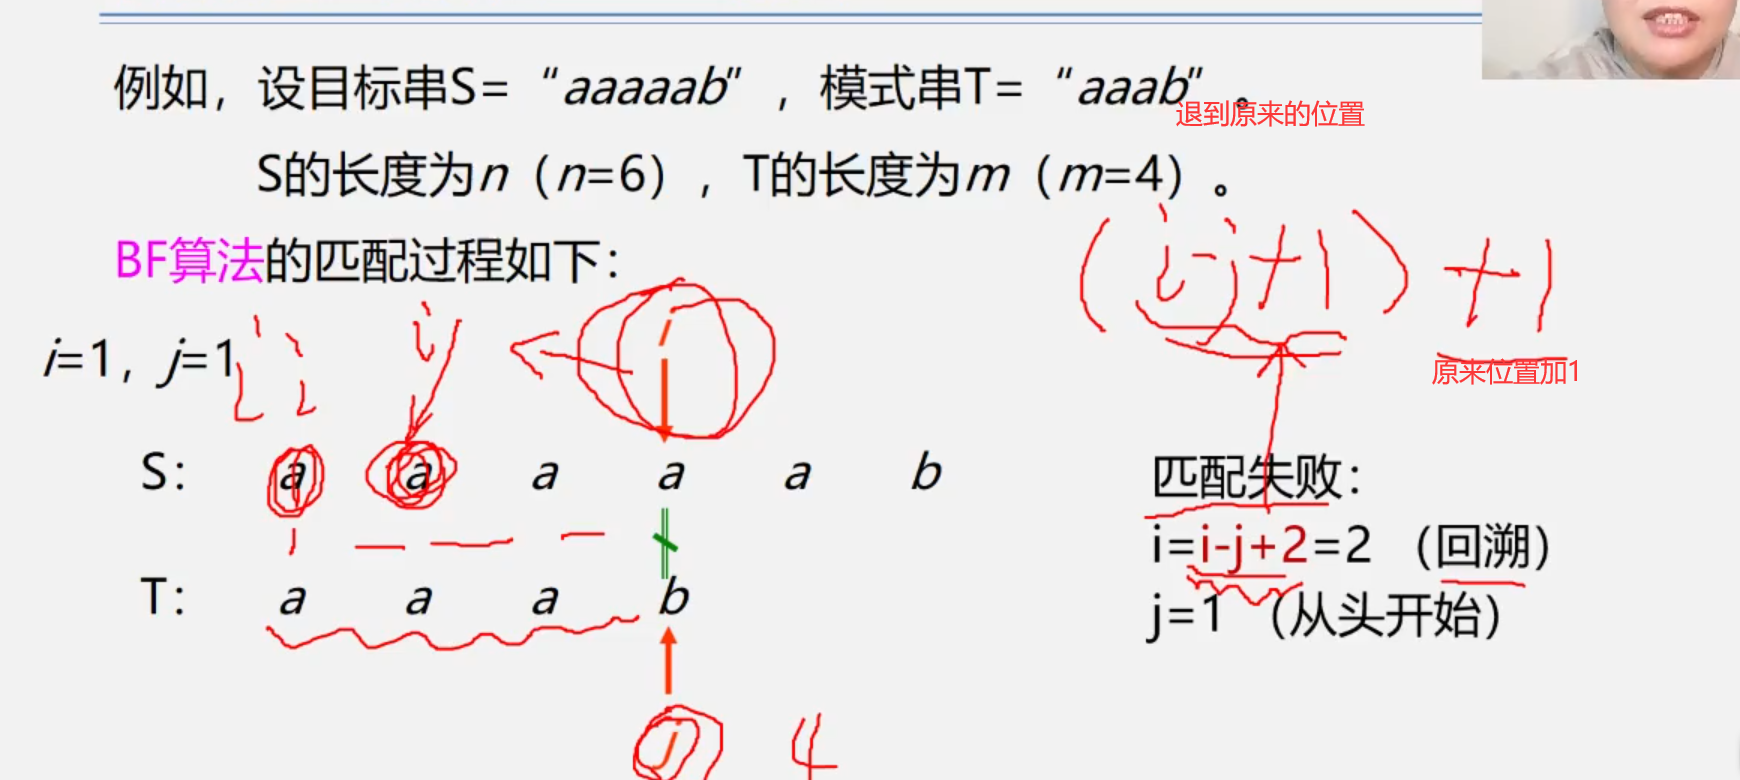 例如，设目标串S=“aaaaab”，模式串T=“aaab”。
退到原来的位置
S的长度为n（n=6），T的长度为m（m=4）。
BF算法的匹配过程如下：
(i-j+1)+1
原来位置加1
i
i=1，j=1
S： a a a a a b
T： a a a b
匹配失败：
i=i-j+2=2 （回溯）
j=1 （从头开始）
j 4